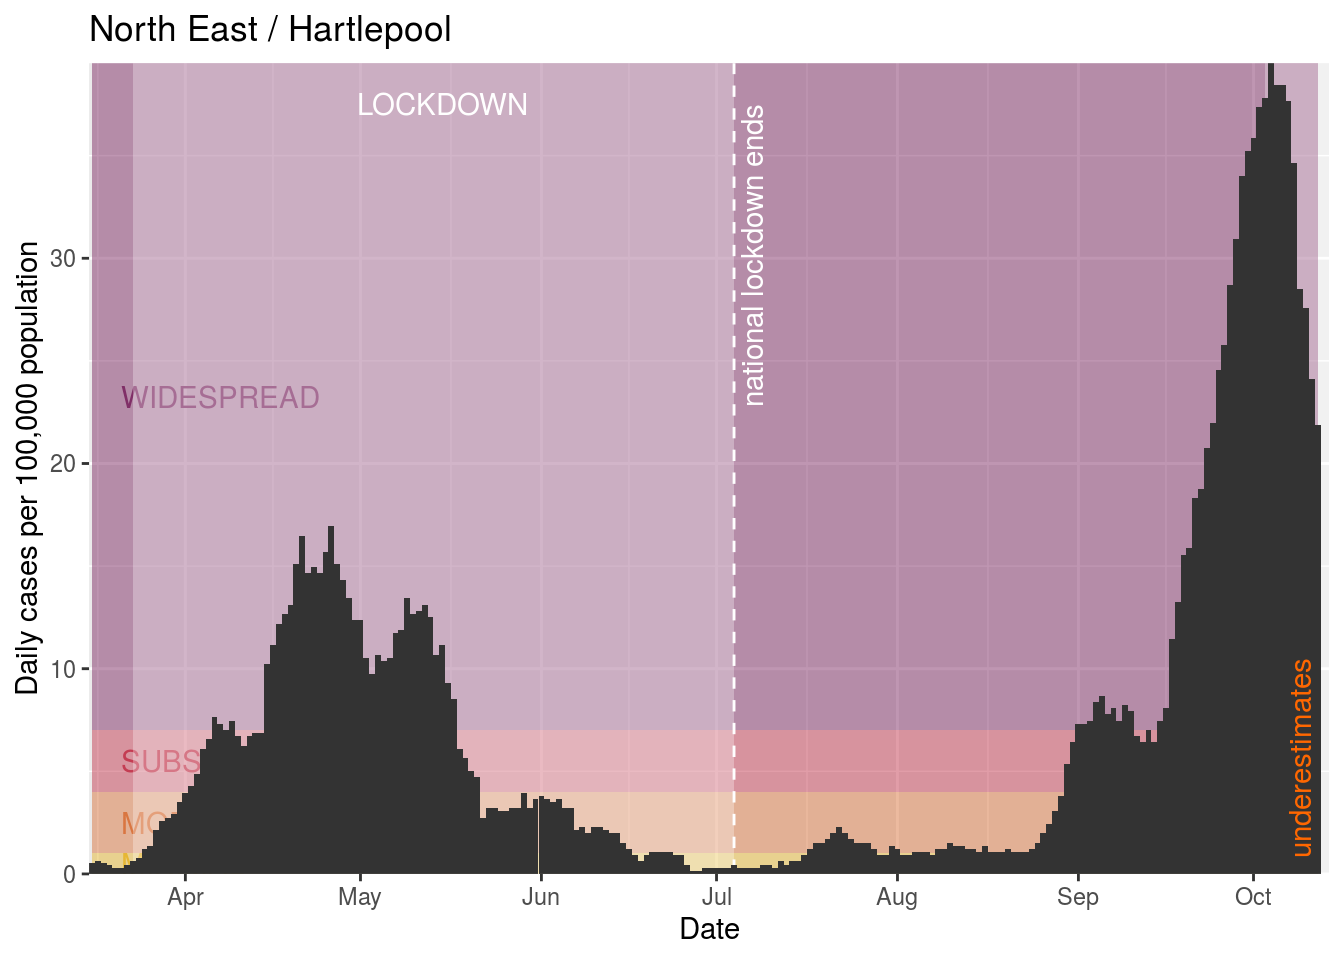 North East / Hartlepool
Daily cases per 100,000 population
30
20
10
0
LOCKDOWN
national lockdown ends
WIDESPREAD
SUBS
MO
underestimates
Apr
May
Jun
Jul
Aug
Sep
Oct
Date